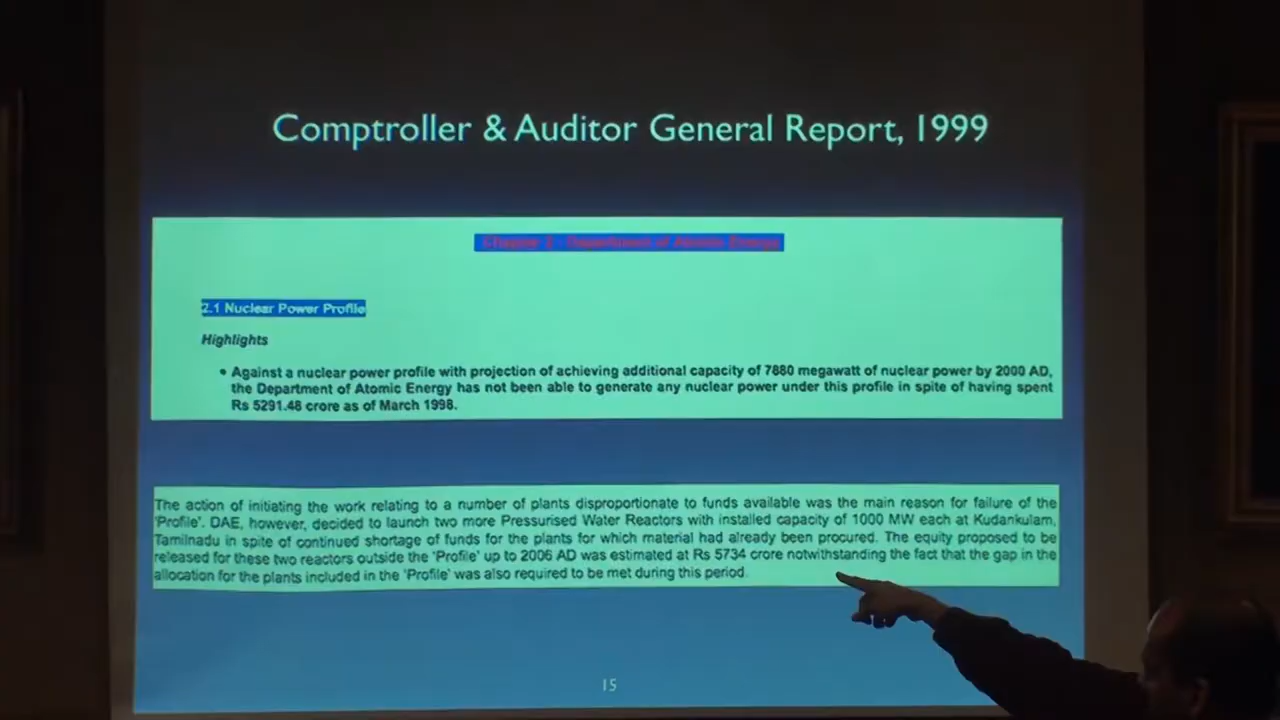 Comptroller & Auditor General Report, 1999
Chapter 2 - Department of Atomic Energy
2.1 Nuclear Power Profile
Highlights
• Against a nuclear power profile with projection of achieving additional capacity of 7880 megawatt of nuclear power by 2000 AD,
the Department of Atomic Energy has not been able to generate any nuclear power under this profile in spite of having spent
Rs 5291.48 crore as of March 1998.
The action of initiating the work relating to a number of plants disproportionate to funds available was the main reason for failure of the
'Profile'. DAE, however, decided to launch two more Pressurised Water Reactors with installed capacity of 1000 MW each at Kudankulam,
Tamilnadu in spite of continued shortage of funds for the plants for which material had already been procured. The equity proposed to be
released for these two reactors outside the 'Profile' up to 2006 AD was estimated at Rs 5734 crore notwithstanding the fact that the gap in the
allocation for the plants included in the 'Profile' was also required to be met during this period.
15